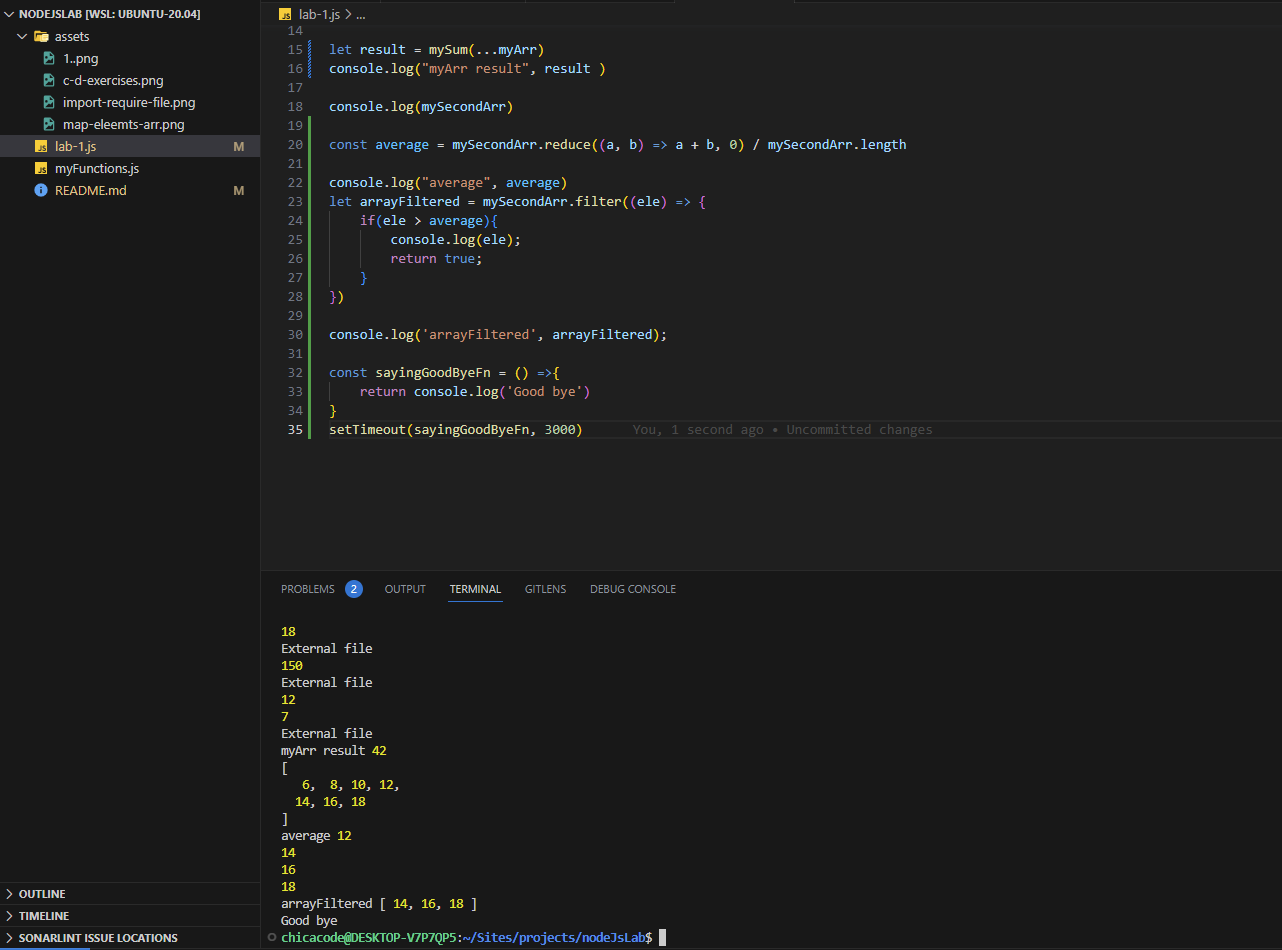 NODEJSLAB [WSL: UBUNTU-20.04]
assets
1..png
c-d-exercises.png
import-require-file.png
map-eleemts-arr.png
JS lab-1.js M
JS myFunctions.js
README.md M
OUTLINE
TIMELINE
SONARLINT ISSUE LOCATIONS
JS lab-1.js > ...
14
15 let result = mySum(...myArr)
16 console.log("myArr result", result )
17
18 console.log(mySecondArr)
19
20 const average = mySecondArr.reduce((a, b) => a + b, 0) / mySecondArr.length
21
22 console.log("average", average)
23 let arrayFiltered = mySecondArr.filter((ele) => {
24 if(ele > average){
25 console.log(ele);
26 return true;
27 }
28 })
29
30 console.log('arrayFiltered', arrayFiltered);
31
32 const sayingGoodByeFn = () =>{
33 return console.log('Good bye')
34 }
35 setTimeout(sayingGoodByeFn, 3000) You, 1 second ago • Uncommitted changes
PROBLEMS 2 OUTPUT TERMINAL GITLENS DEBUG CONSOLE
18
External file
150
External file
12
7
External file
myArr result 42
[
6, 8, 10, 12,
14, 16, 18
]
average 12
14
16
18
arrayFiltered [ 14, 16, 18 ]
Good bye
chicacode@DESKTOP-V7P7QP5:~/Sites/projects/nodeJsLab$